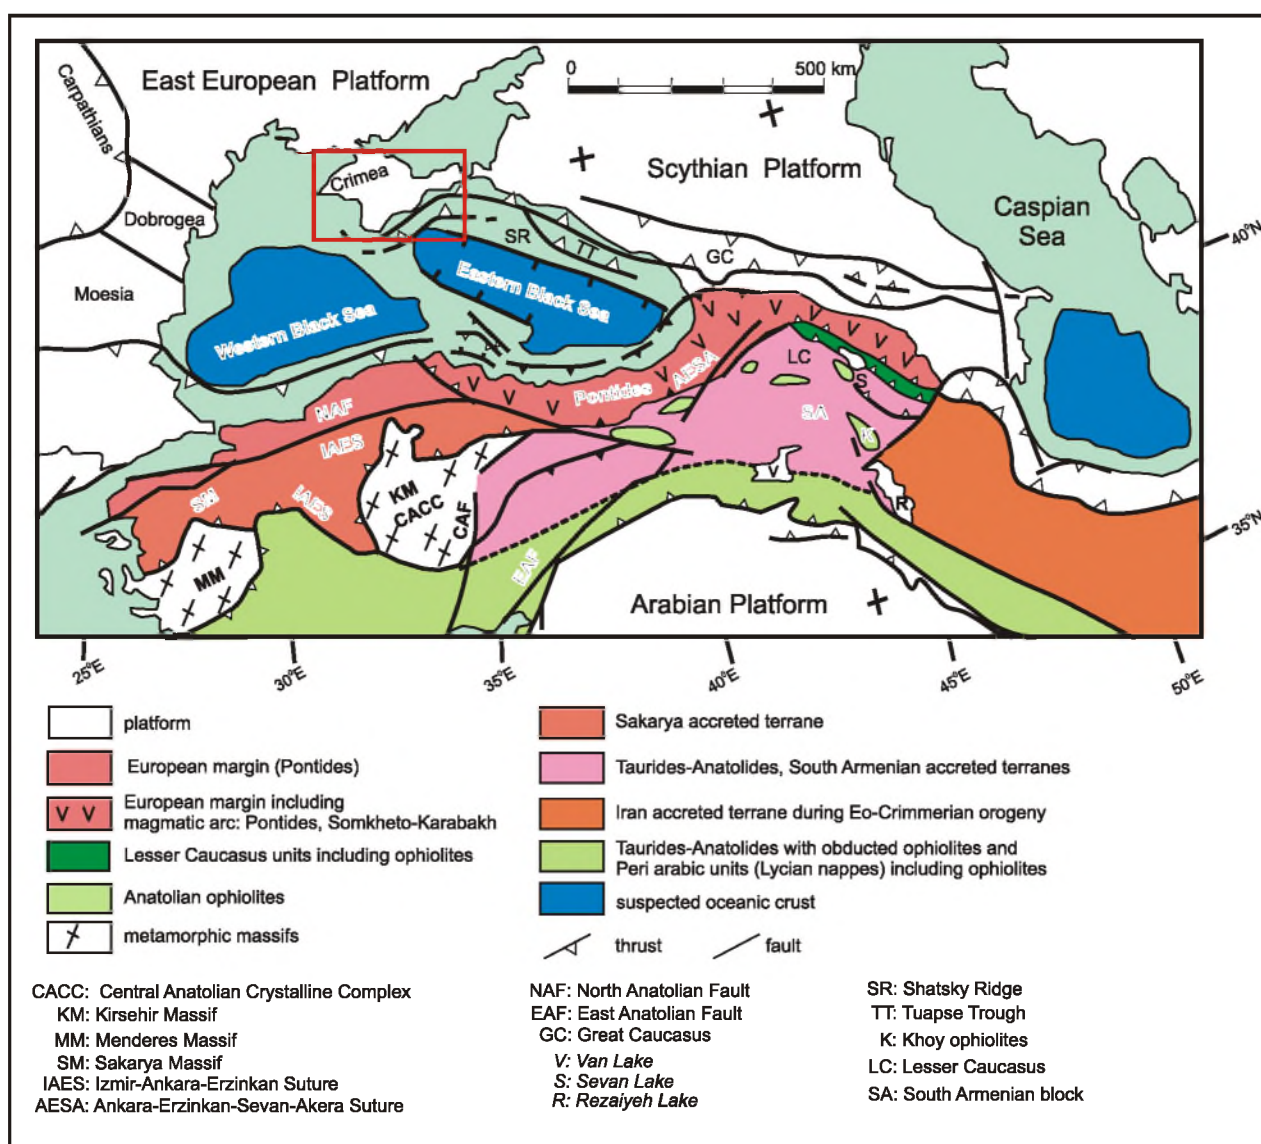 East European Platform
0 500 km
Carpathians
Scythian Platform
Crimea
Caspian
Sea
Dobrogea
40°N
SR
TT
GC
Moesia
Eastern Black Sea
Western Black Sea
V V V V V V V
LC
S
AESA
Pontides
V V V V V V
NAF
SA
IAES
K
V
KM
CACC
SM
IAES
CAF
R
35°N
EAF
MM
Arabian Platform
25°E 30°E 35°E 40°E 45°E 50°E
platform
European margin (Pontides)
V V
European margin including
magmatic arc: Pontides, Somkheto-Karabakh
Lesser Caucasus units including ophiolites
Anatolian ophiolites
metamorphic massifs
Sakarya accreted terrane
Taurides-Anatolides, South Armenian accreted terranes
Iran accreted terrane during Eo-Crimmerian orogeny
Taurides-Anatolides with obducted ophiolites and
Peri arabic units (Lycian nappes) including ophiolites
suspected oceanic crust
thrust fault
CACC: Central Anatolian Crystalline Complex
KM: Kirsehir Massif
MM: Menderes Massif
SM: Sakarya Massif
IAES: Izmir-Ankara-Erzinkan Suture
AESA: Ankara-Erzinkan-Sevan-Akera Suture
NAF: North Anatolian Fault
EAF: East Anatolian Fault
GC: Great Caucasus
V: Van Lake
S: Sevan Lake
R: Rezaiyeh Lake
SR: Shatsky Ridge
TT: Tuapse Trough
K: Khoy ophiolites
LC: Lesser Caucasus
SA: South Armenian block